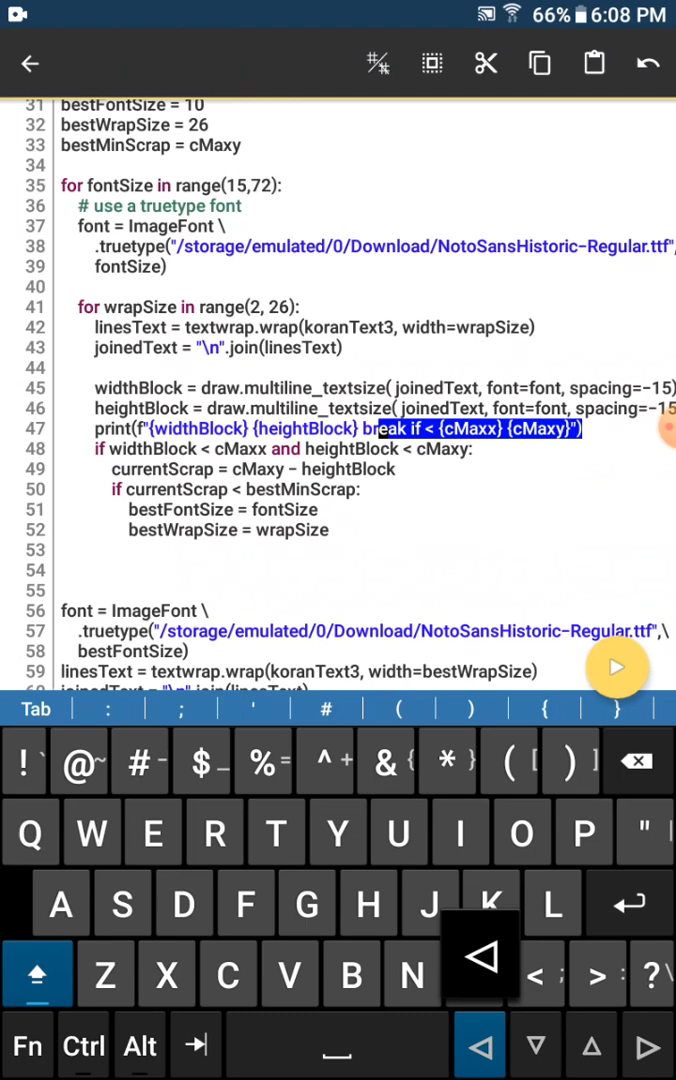 66% 6:08 PM
31 bestFontSize = 10
32 bestWrapSize = 26
33 bestMinScrap = cMaxy
34
35 for fontSize in range(15,72):
36 # use a truetype font
37 font = ImageFont \
38 .truetype("/storage/emulated/0/Download/NotoSansHistoric-Regular.ttf",
39 fontSize)
40
41 for wrapSize in range(2, 26):
42 linesText = textwrap.wrap(koranText3, width=wrapSize)
43 joinedText = "\n".join(linesText)
44
45 widthBlock = draw.multiline_textsize( joinedText, font=font, spacing=-15)
46 heightBlock = draw.multiline_textsize( joinedText, font=font, spacing=-15
47 print(f"{widthBlock} {heightBlock} break if < {cMaxx} {cMaxy}")
48 if widthBlock < cMaxx and heightBlock < cMaxy:
49 currentScrap = cMaxy - heightBlock
50 if currentScrap < bestMinScrap:
51 bestFontSize = fontSize
52 bestWrapSize = wrapSize
53
54
55
56 font = ImageFont \
57 .truetype("/storage/emulated/0/Download/NotoSansHistoric-Regular.ttf",\
58 bestFontSize)
59 linesText = textwrap.wrap(koranText3, width=bestWrapSize)
60 joinedText = "\n".join(linesText)
Tab : ; ' # ( ) { }
! ` @ ~ # - $ _ % = ^ + & { * } ( [ ) ]
Q W E R T Y U I O P " |
A S D F G H J K L
Z X C V B N < ; > : ? \
Fn Ctrl Alt